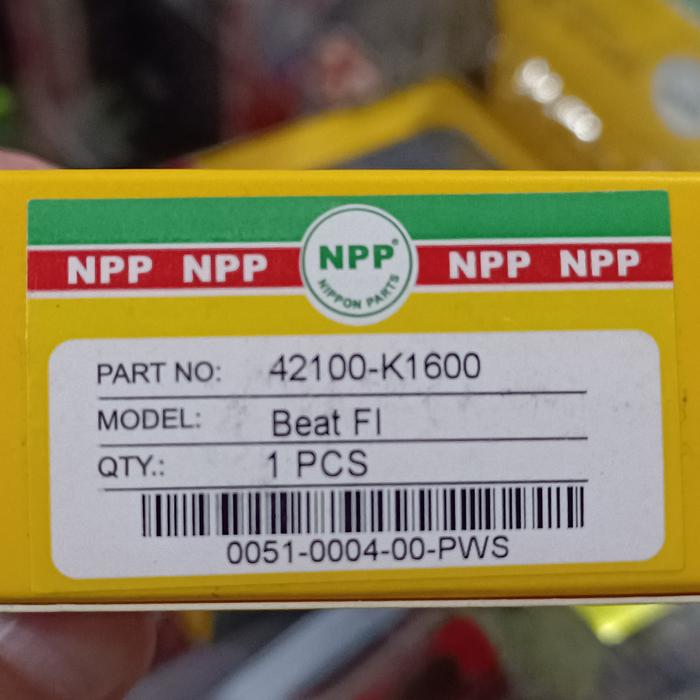 NPP NPP NPP® NPP NPP
NIPPON PARTS
PART NO: 42100-K1600
MODEL: Beat FI
QTY.: 1 PCS
0051-0004-00-PWS